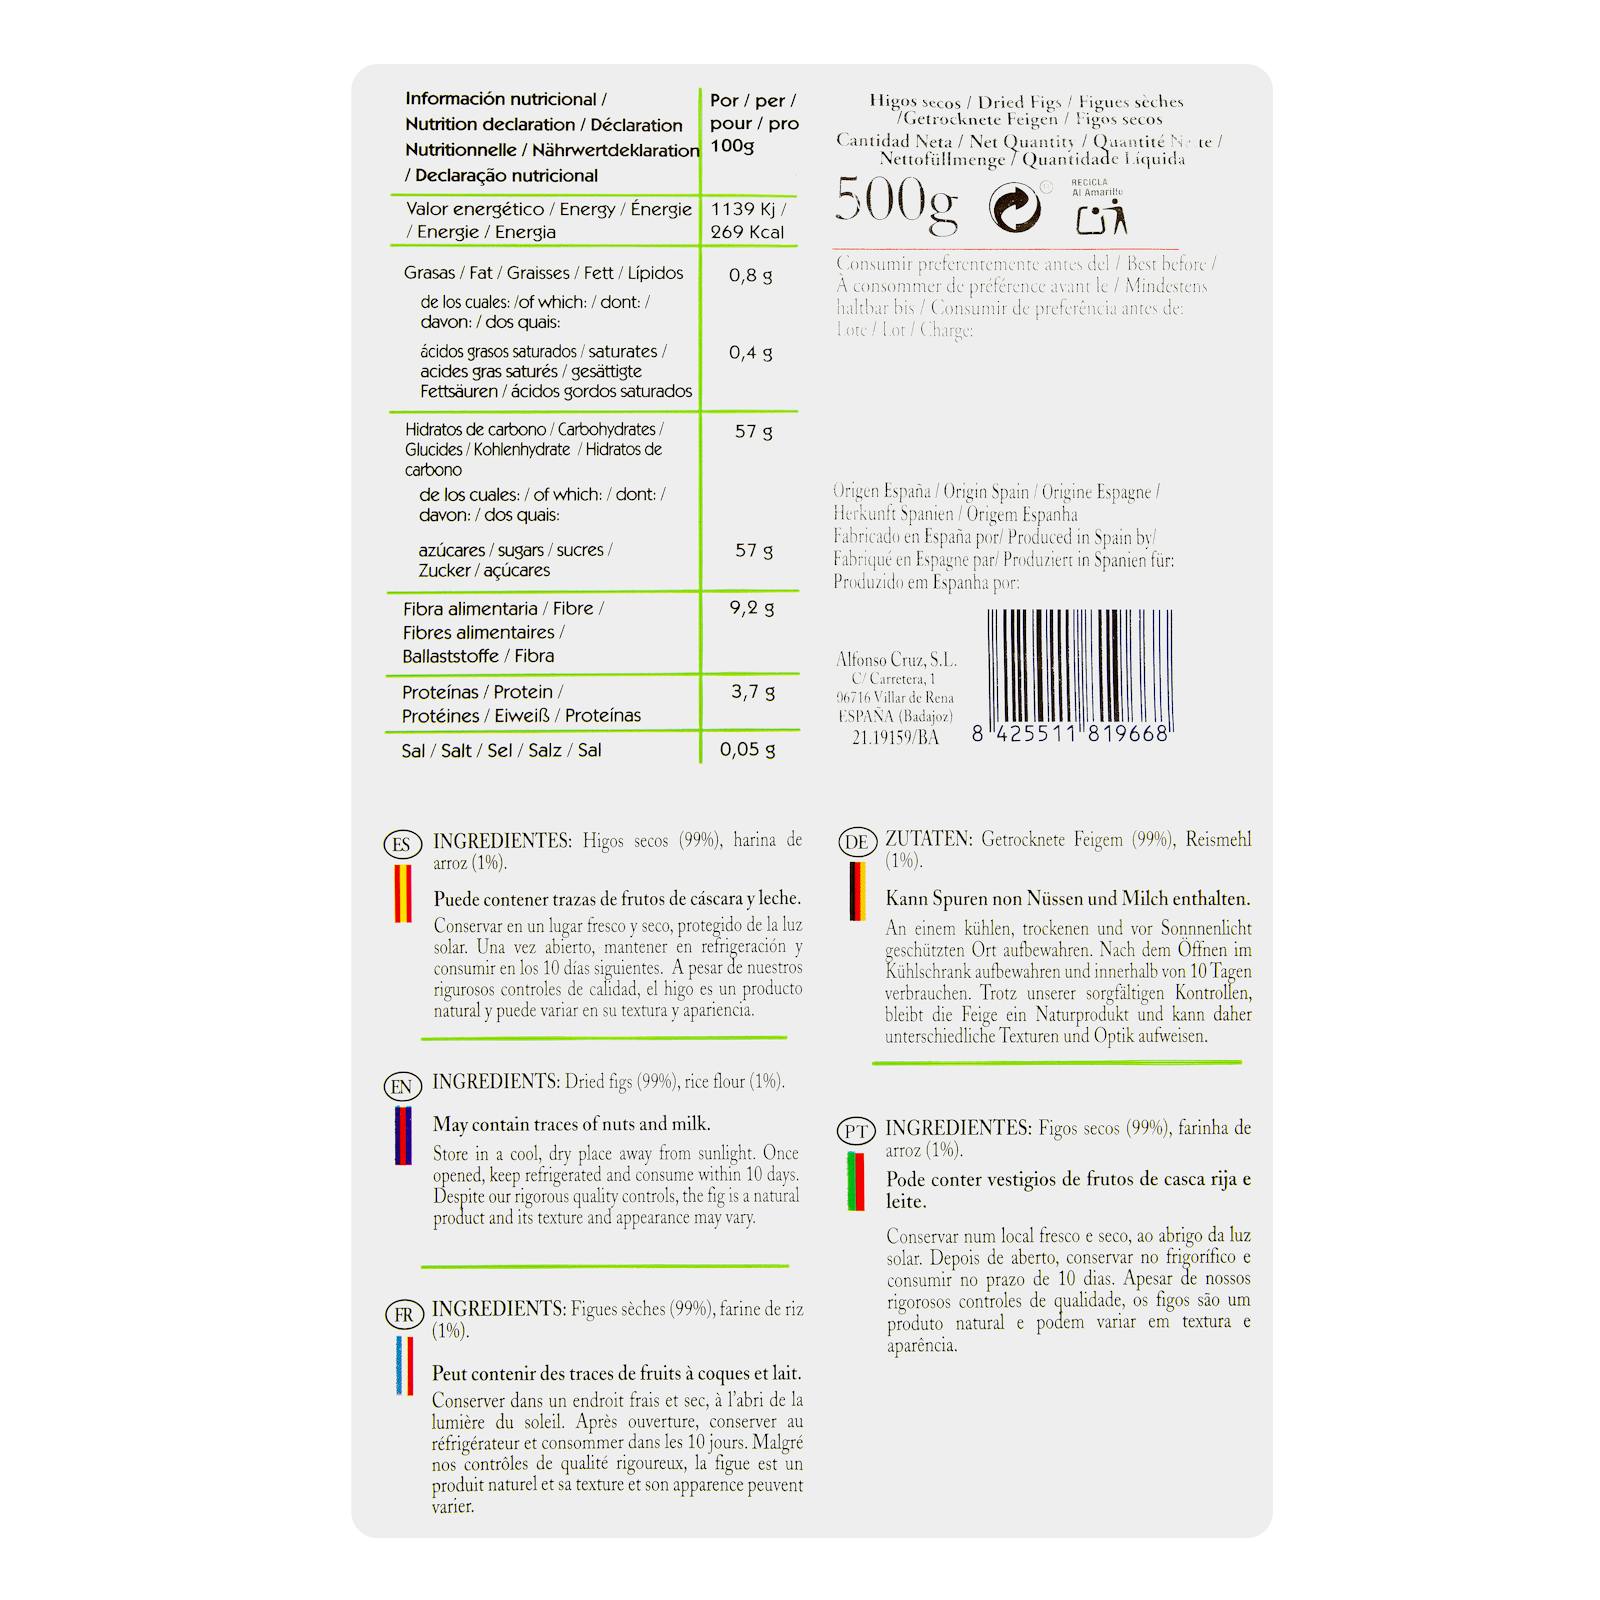 Información nutricional /
Nutrition declaration / Déclaration
Nutritionnelle / Nährwertdeklaration
/ Declaração nutricional
Por / per /
pour / pro
100g
Valor energético / Energy / Énergie
/ Energie / Energia
1139 Kj /
269 Kcal
Grasas / Fat / Graisses / Fett / Lípidos
0,8 g
de los cuales: /of which: / dont: /
davon: / dos quais:
ácidos grasos saturados / saturates /
acides gras saturés / gesättigte
Fettsäuren / ácidos gordos saturados
0,4 g
Hidratos de carbono / Carbohydrates /
Glucides / Kohlenhydrate / Hidratos de
carbono
57 g
de los cuales: / of which: / dont: /
davon: / dos quais:
azúcares / sugars / sucres /
Zucker / açúcares
57 g
Fibra alimentaria / Fibre /
Fibres alimentaires /
Ballaststoffe / Fibra
9,2 g
Proteínas / Protein /
Protéines / Eiweiß / Proteínas
3,7 g
Sal / Salt / Sel / Salz / Sal
0,05 g
Higos secos / Dried Figs / Figues sèches
/Getrocknete Feigen / Figos secos
Cantidad Neta / Net Quantity / Quantité Nette /
Nettofüllmenge / Quantidade Líquida
500g
RECICLA
Al Amarillo
Consumir preferentemente antes del / Best before /
À consommer de préférence avant le / Mindestens
haltbar bis / Consumir de preferência antes de:
Lote / Lot / Charge:
Origen España / Origin Spain / Origine Espagne /
Herkunft Spanien / Origem Espanha
Fabricado en España por/ Produced in Spain by/
Fabriqué en Espagne par/ Produziert in Spanien für:
Produzido em Espanha por:
Alfonso Cruz, S.L.
C/ Carretera, 1
06716 Villar de Rena
ESPAÑA (Badajoz)
21.19159/BA
8 425511 819668
ES INGREDIENTES: Higos secos (99%), harina de
arroz (1%).
Puede contener trazas de frutos de cáscara y leche.
Conservar en un lugar fresco y seco, protegido de la luz
solar. Una vez abierto, mantener en refrigeración y
consumir en los 10 días siguientes. A pesar de nuestros
rigurosos controles de calidad, el higo es un producto
natural y puede variar en su textura y apariencia.
EN INGREDIENTS: Dried figs (99%), rice flour (1%).
May contain traces of nuts and milk.
Store in a cool, dry place away from sunlight. Once
opened, keep refrigerated and consume within 10 days.
Despite our rigorous quality controls, the fig is a natural
product and its texture and appearance may vary.
FR INGREDIENTS: Figues sèches (99%), farine de riz
(1%).
Peut contenir des traces de fruits à coques et lait.
Conserver dans un endroit frais et sec, à l'abri de la
lumière du soleil. Après ouverture, conserver au
réfrigérateur et consommer dans les 10 jours. Malgré
nos contrôles de qualité rigoureux, la figue est un
produit naturel et sa texture et son apparence peuvent
varier.
DE ZUTATEN: Getrocknete Feigem (99%), Reismehl
(1%).
Kann Spuren non Nüssen und Milch enthalten.
An einem kühlen, trockenen und vor Sonnnenlicht
geschützten Ort aufbewahren. Nach dem Öffnen im
Kühlschrank aufbewahren und innerhalb von 10 Tagen
verbrauchen. Trotz unserer sorgfältigen Kontrollen,
bleibt die Feige ein Naturprodukt und kann daher
unterschiedliche Texturen und Optik aufweisen.
PT INGREDIENTES: Figos secos (99%), farinha de
arroz (1%).
Pode conter vestigios de frutos de casca rija e
leite.
Conservar num local fresco e seco, ao abrigo da luz
solar. Depois de aberto, conservar no frigorífico e
consumir no prazo de 10 dias. Apesar de nossos
rigorosos controles de qualidade, os figos são um
produto natural e podem variar em textura e
aparência.